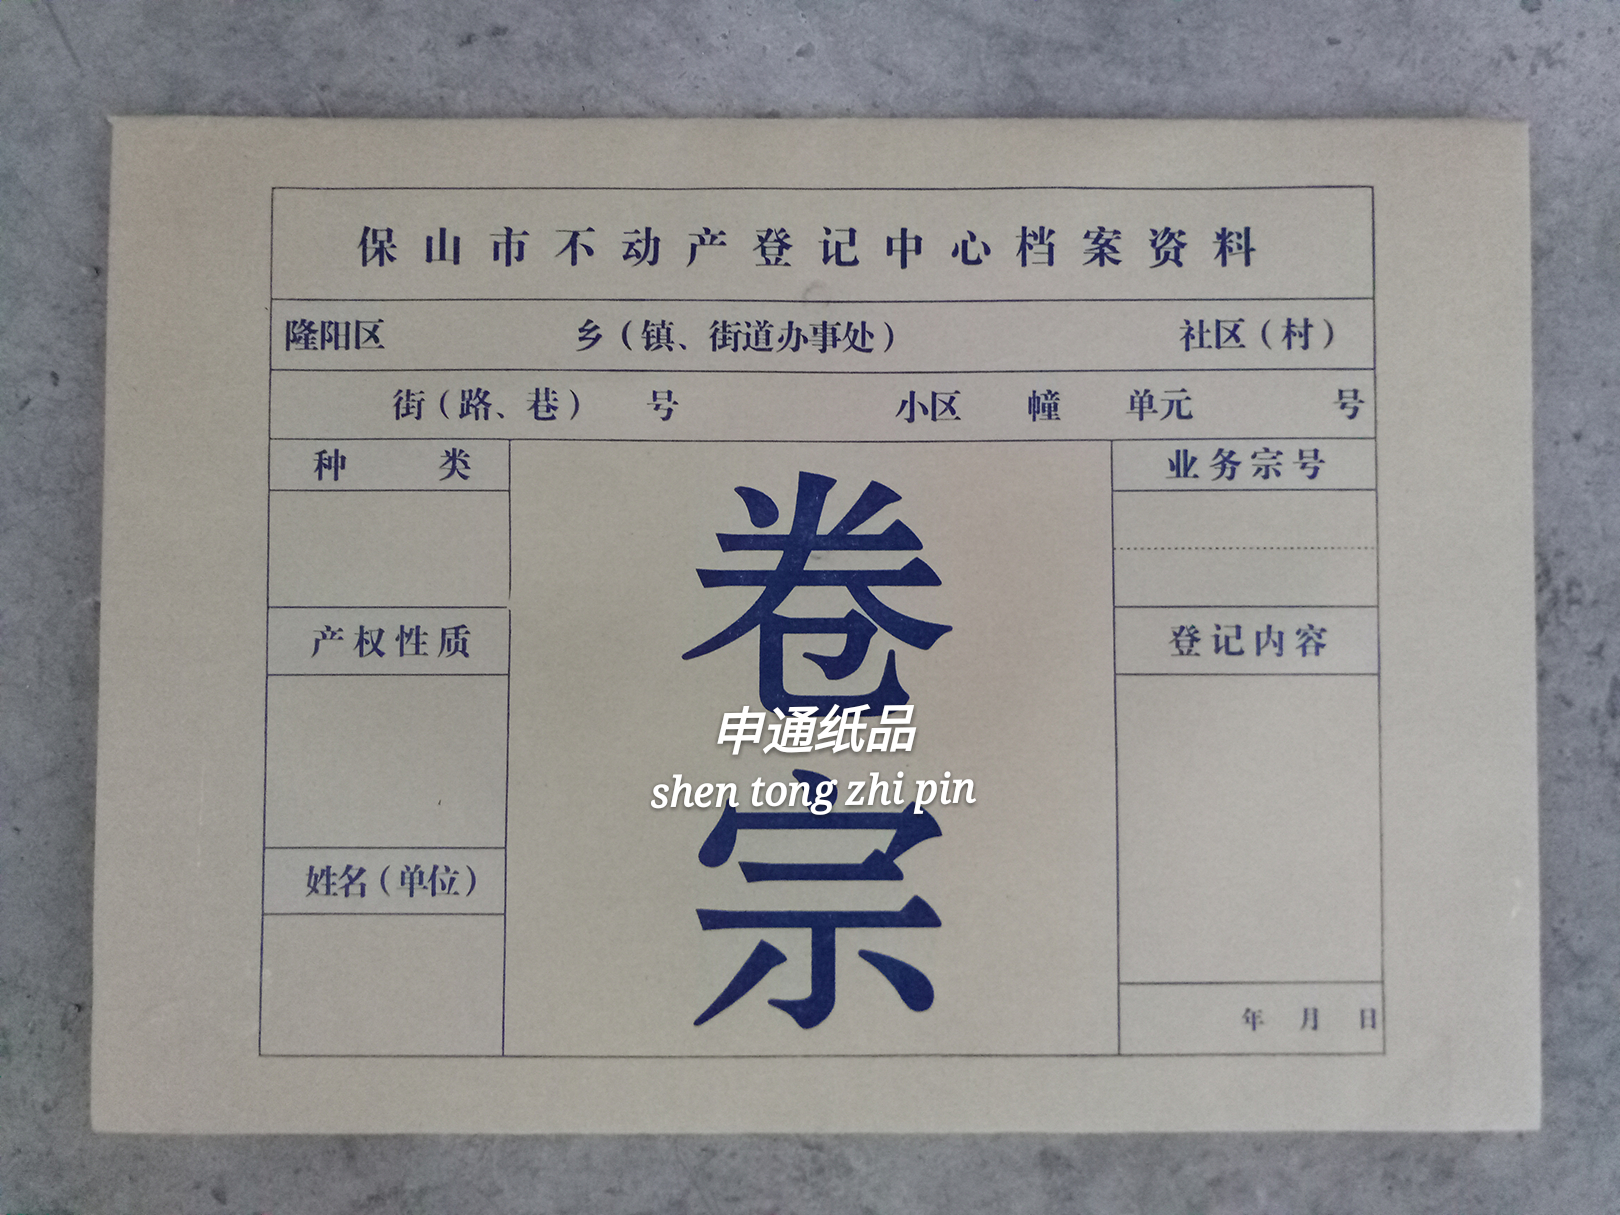 保山市不动产登记中心档案资料
隆阳区 乡（镇、街道办事处） 社区（村）
街（路、巷） 号 小区 幢 单元 号
种 类
业务宗号
卷
产权性质
登记内容
申通纸品
shen tong zhi pin
宗
姓名（单位）
年 月 日